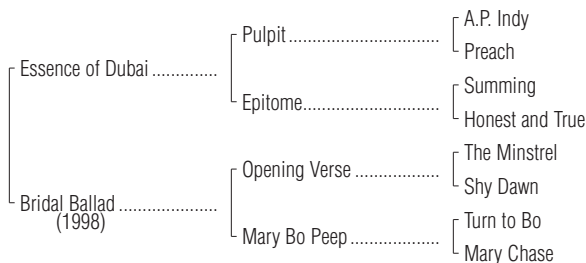 A.P. Indy
Pulpit
Preach
Essence of Dubai
Summing
Epitome
Honest and True
The Minstrel
Opening Verse
Shy Dawn
Bridal Ballad
(1998)
Turn to Bo
Mary Bo Peep
Mary Chase